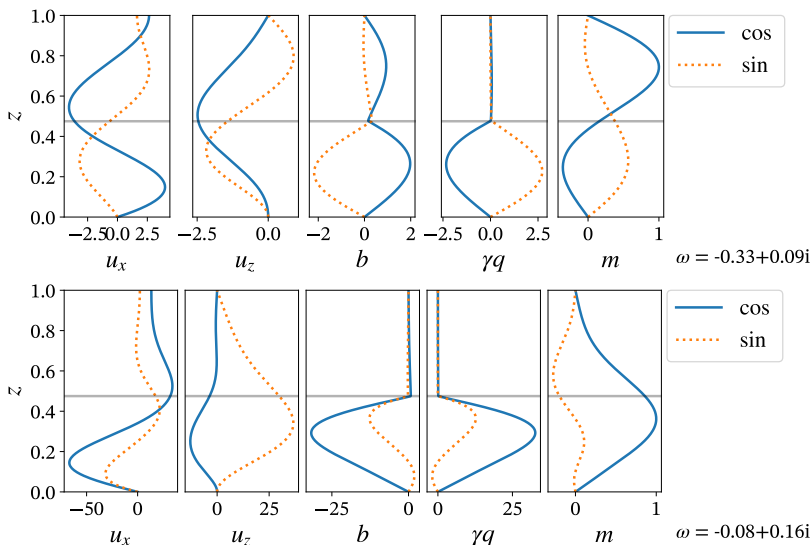 1.0
0.8
0.6
0.4
0.2
0.0
z
−2.5 0.0 2.5
−2.5 0.0
−2 0 2
−2.5 0.0 2.5
0 1
u_x
u_z
b
γq
m
cos
sin
ω = -0.33+0.09i
1.0
0.8
0.6
0.4
0.2
0.0
z
−50 0
0 25
−25 0
0 25
0 1
u_x
u_z
b
γq
m
cos
sin
ω = -0.08+0.16i